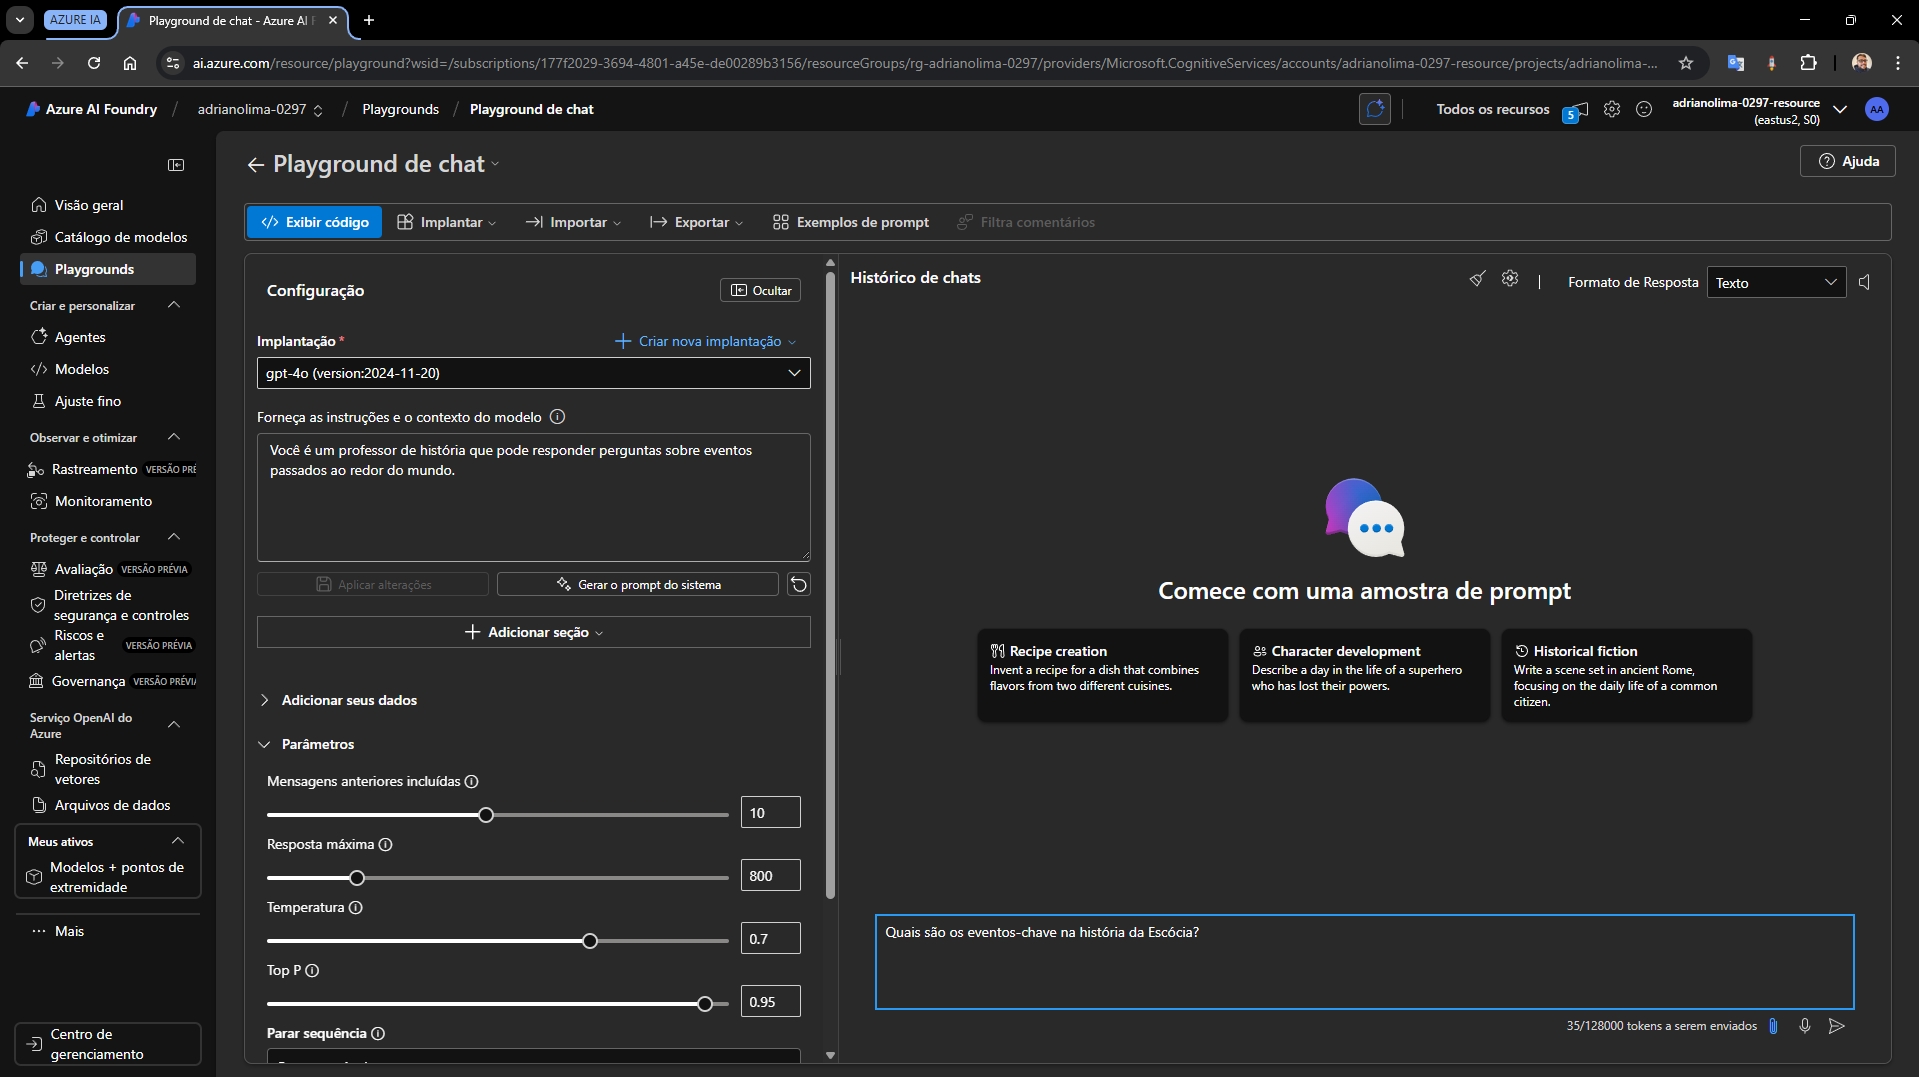 AZURE IA
Playground de chat - Azure AI F
ai.azure.com/resource/playground?wsid=/subscriptions/177f2029-3694-4801-a45e-de00289b3156/resourceGroups/rg-adrianolima-0297/providers/Microsoft.CognitiveServices/accounts/adrianolima-0297-resource/projects/adrianolima-...
Azure AI Foundry / adrianolima-0297 / Playgrounds / Playground de chat
Todos os recursos
5
adrianolima-0297-resource
(eastus2, S0)
AA
Playground de chat
Ajuda
Visão geral
Catálogo de modelos
Playgrounds
Criar e personalizar
Agentes
Modelos
Ajuste fino
Observar e otimizar
Rastreamento VERSÃO PRÉ
Monitoramento
Proteger e controlar
Avaliação VERSÃO PRÉVIA
Diretrizes de
segurança e controles
Riscos e
alertas VERSÃO PRÉVIA
Governança VERSÃO PRÉVIA
Serviço OpenAI do
Azure
Repositórios de
vetores
Arquivos de dados
Meus ativos
Modelos + pontos de
extremidade
Mais
Centro de
gerenciamento
Exibir código
Implantar
Importar
Exportar
Exemplos de prompt
Filtra comentários
Configuração
Ocultar
Implantação *
Criar nova implantação
gpt-4o (version:2024-11-20)
Forneça as instruções e o contexto do modelo
Você é um professor de história que pode responder perguntas sobre eventos
passados ao redor do mundo.
Aplicar alterações
Gerar o prompt do sistema
Adicionar seção
Adicionar seus dados
Parâmetros
Mensagens anteriores incluídas
10
Resposta máxima
800
Temperatura
0.7
Top P
0.95
Parar sequência
Histórico de chats
Formato de Resposta
Texto
Comece com uma amostra de prompt
Recipe creation
Invent a recipe for a dish that combines
flavors from two different cuisines.
Character development
Describe a day in the life of a superhero
who has lost their powers.
Historical fiction
Write a scene set in ancient Rome,
focusing on the daily life of a common
citizen.
Quais são os eventos-chave na história da Escócia?
35/128000 tokens a serem enviados